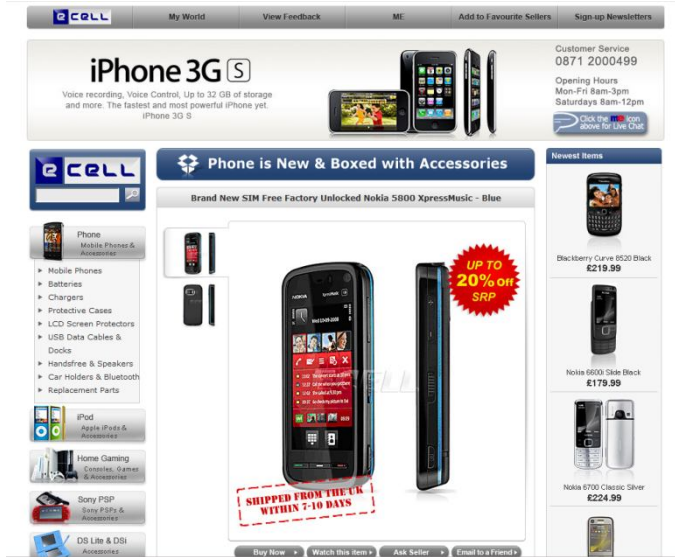 ecell
My World
View Feedback
ME
Add to Favourite Sellers
Sign-up Newsletters
iPhone 3G S
Voice recording, Voice Control, Up to 32 GB of storage
and more. The fastest and most powerful iPhone yet.
iPhone 3G S
Customer Service
0871 2000499
Opening Hours
Mon-Fri 8am-3pm
Saturdays 8am-12pm
Click the me icon
above for Live Chat
ecell
Phone
Mobile Phones &
Accessories
Mobile Phones
Batteries
Chargers
Protective Cases
LCD Screen Protectors
USB Data Cables &
Docks
Handsfree & Speakers
Car Holders & Bluetooth
Replacement Parts
iPod
Apple iPods &
Accessories
Home Gaming
Consoles, Games
& Accessories
Sony PSP
Sony PSPs &
Accessories
DS Lite & DSi
Accessories
Phone is New & Boxed with Accessories
Brand New SIM Free Factory Unlocked Nokia 5800 XpressMusic - Blue
UP TO
20% Off
SRP
NOKIA
ECELL
SHIPPED FROM THE UK
WITHIN 7-10 DAYS
Buy Now
Watch this item
Ask Seller
Email to a Friend
Newest Items
Blackberry Curve 8520 Black
£219.99
Nokia 6600i Slide Black
£179.99
Nokia 6700 Classic Silver
£224.99